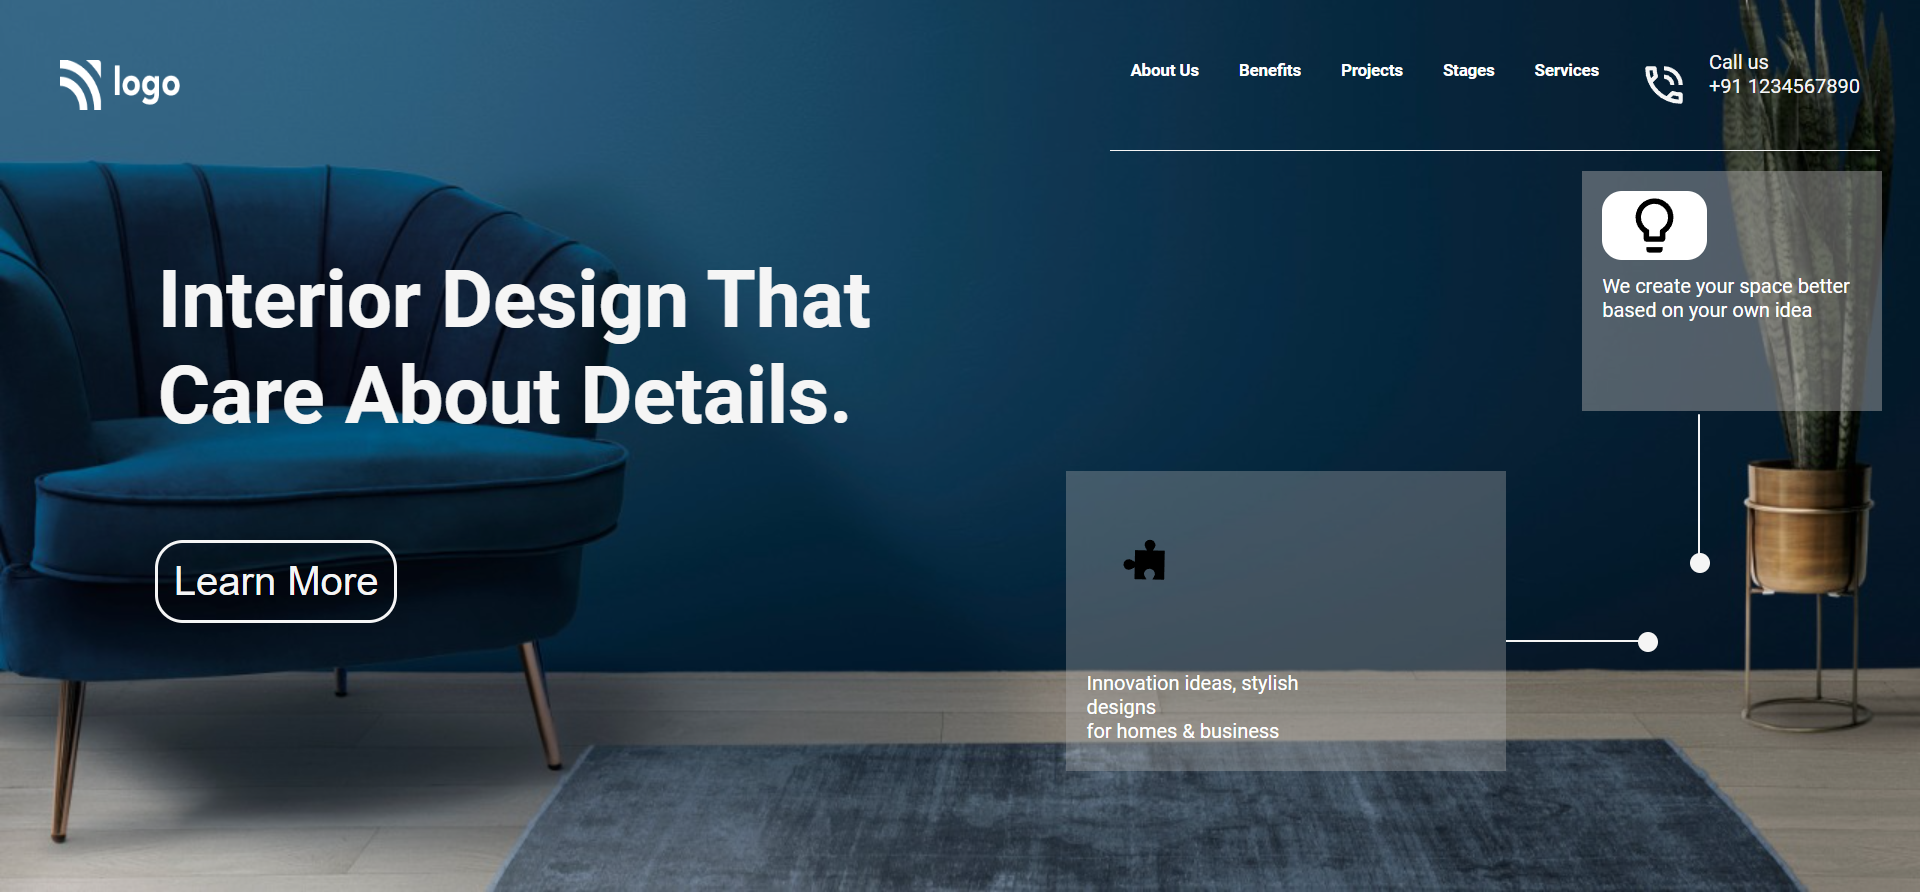 logo
About Us
Benefits
Projects
Stages
Services
Call us
+91 1234567890
We create your space better
based on your own idea
Interior Design That
Care About Details.
Learn More
Innovation ideas, stylish
designs
for homes & business